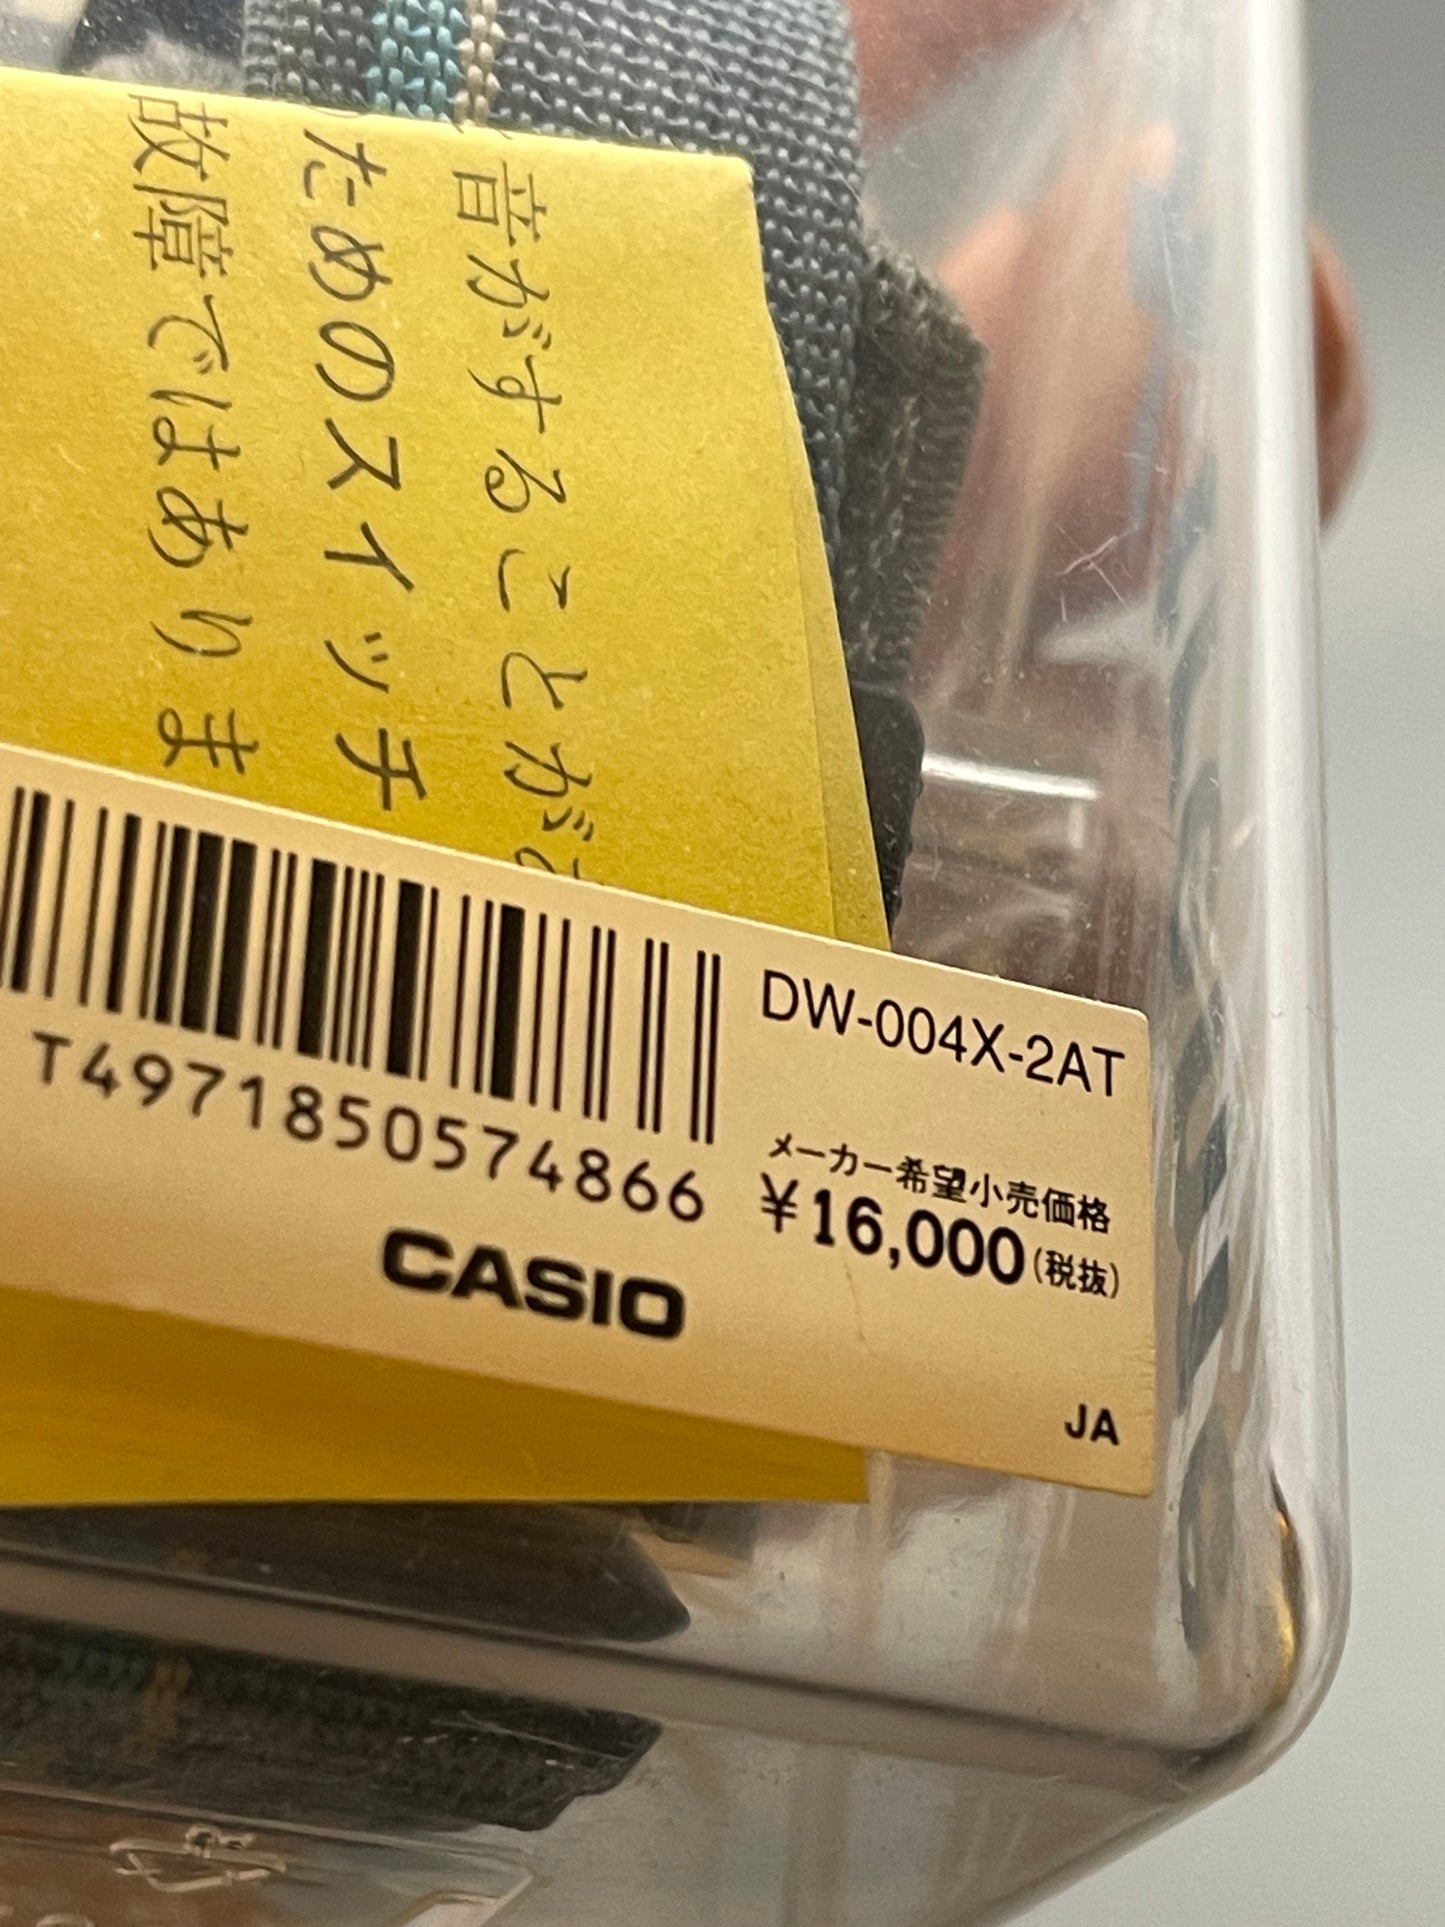 音がすることがあ
ためのスイッチ
故障ではありま
DW-004X-2AT
T4971850574866
メーカー希望小売価格
¥16,000(税抜)
CASIO
JA